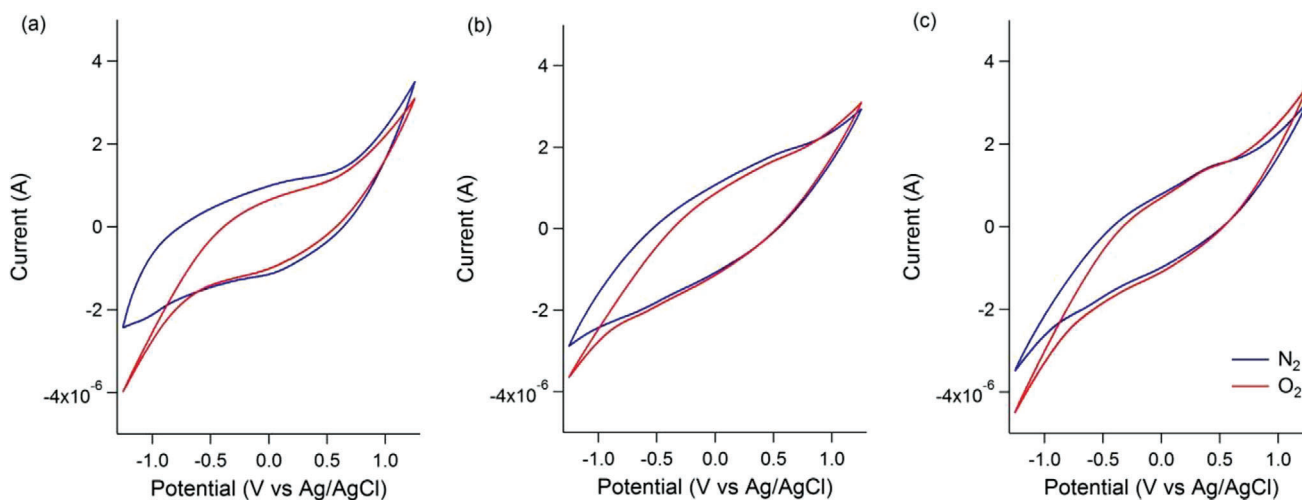 (a)
4
2
0
-2
-4x10⁻⁶
Current (A)
-1.0 -0.5 0.0 0.5 1.0
Potential (V vs Ag/AgCl)
(b)
4
2
0
-2
-4x10⁻⁶
Current (A)
-1.0 -0.5 0.0 0.5 1.0
Potential (V vs Ag/AgCl)
(c)
4
2
0
-2
-4x10⁻⁶
Current (A)
-1.0 -0.5 0.0 0.5 1.0
Potential (V vs Ag/AgCl)
N₂
O₂